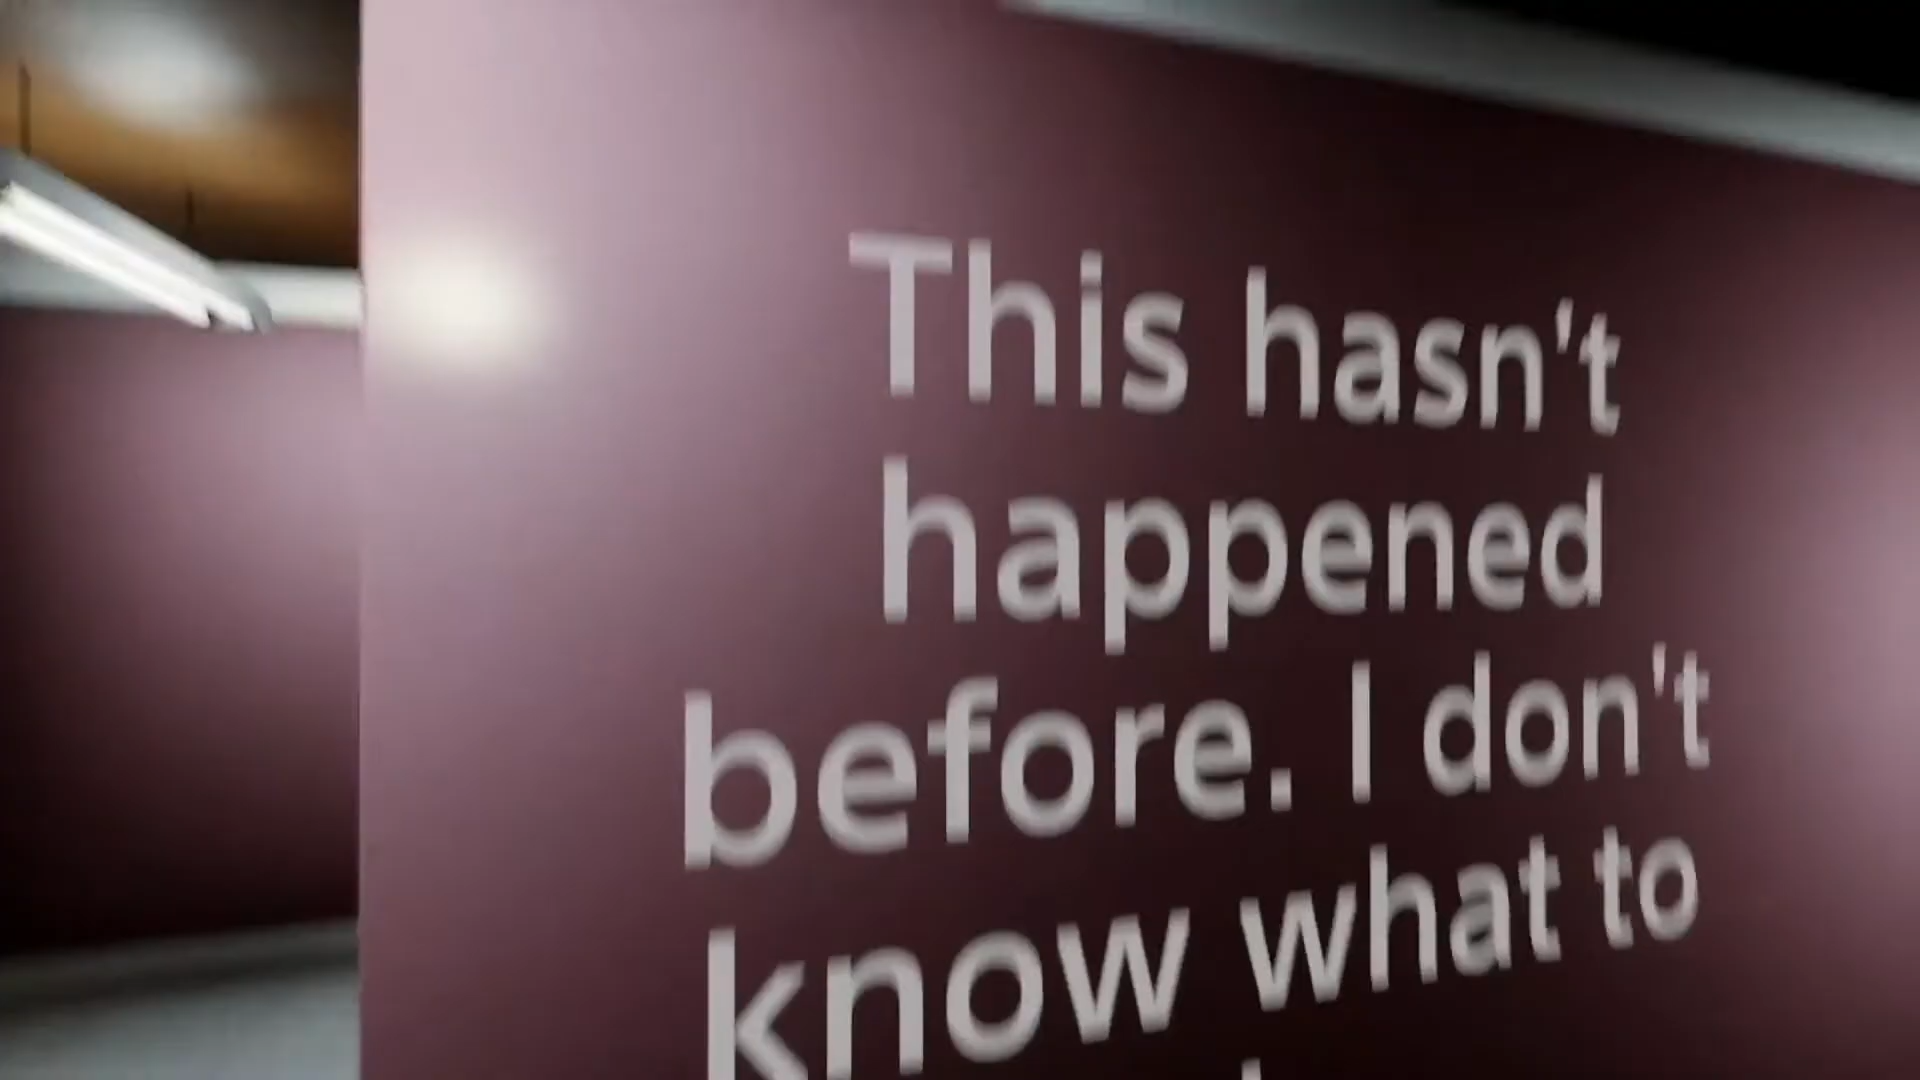 This hasn't
happened
before. I don't
know what to